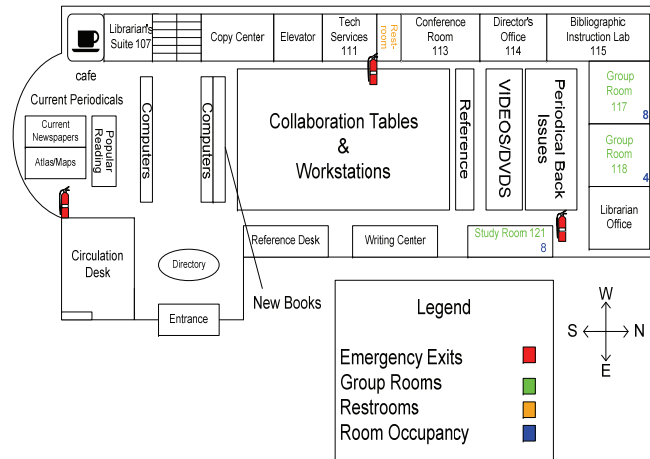 Librarian's
Suite 107
Copy Center
Elevator
Tech
Services
111
Rest-
room
Conference
Room
113
Director's
Office
114
Bibliographic
Instruction Lab
115
cafe
Current Periodicals
Current
Newspapers
Atlas/Maps
Popular
Reading
Computers
Computers
Collaboration Tables
&
Workstations
Reference
VIDEOS/DVDS
Periodical Back
Issues
Group
Room
117
8
Group
Room
118
4
Librarian
Office
Circulation
Desk
Directory
Entrance
Reference Desk
Writing Center
Study Room 121
8
New Books
Legend
Emergency Exits
Group Rooms
Restrooms
Room Occupancy
W
S
N
E